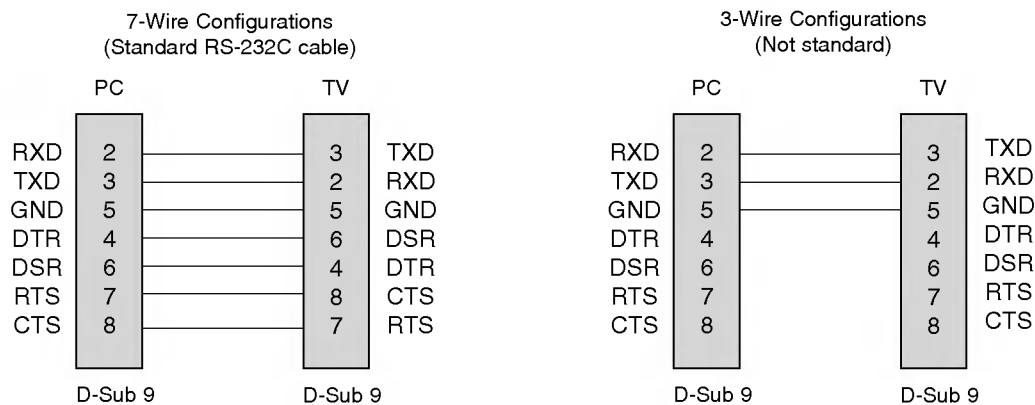 7-Wire Configurations
(Standard RS-232C cable)
PC TV
RXD 2 3 TXD
TXD 3 2 RXD
GND 5 5 GND
DTR 4 6 DSR
DSR 6 4 DTR
RTS 7 8 CTS
CTS 8 7 RTS
D-Sub 9 D-Sub 9
3-Wire Configurations
(Not standard)
PC TV
RXD 2 3 TXD
TXD 3 2 RXD
GND 5 5 GND
DTR 4 4 DTR
DSR 6 6 DSR
RTS 7 7 RTS
CTS 8 8 CTS
D-Sub 9 D-Sub 9